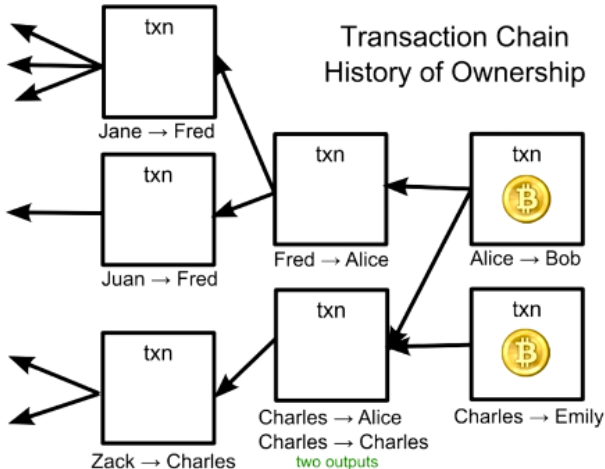 txn
Transaction Chain
History of Ownership
Jane → Fred
txn
Juan → Fred
txn
Fred → Alice
txn
Alice → Bob
txn
Zack → Charles
txn
Charles → Alice
Charles → Charles
two outputs
txn
Charles → Emily